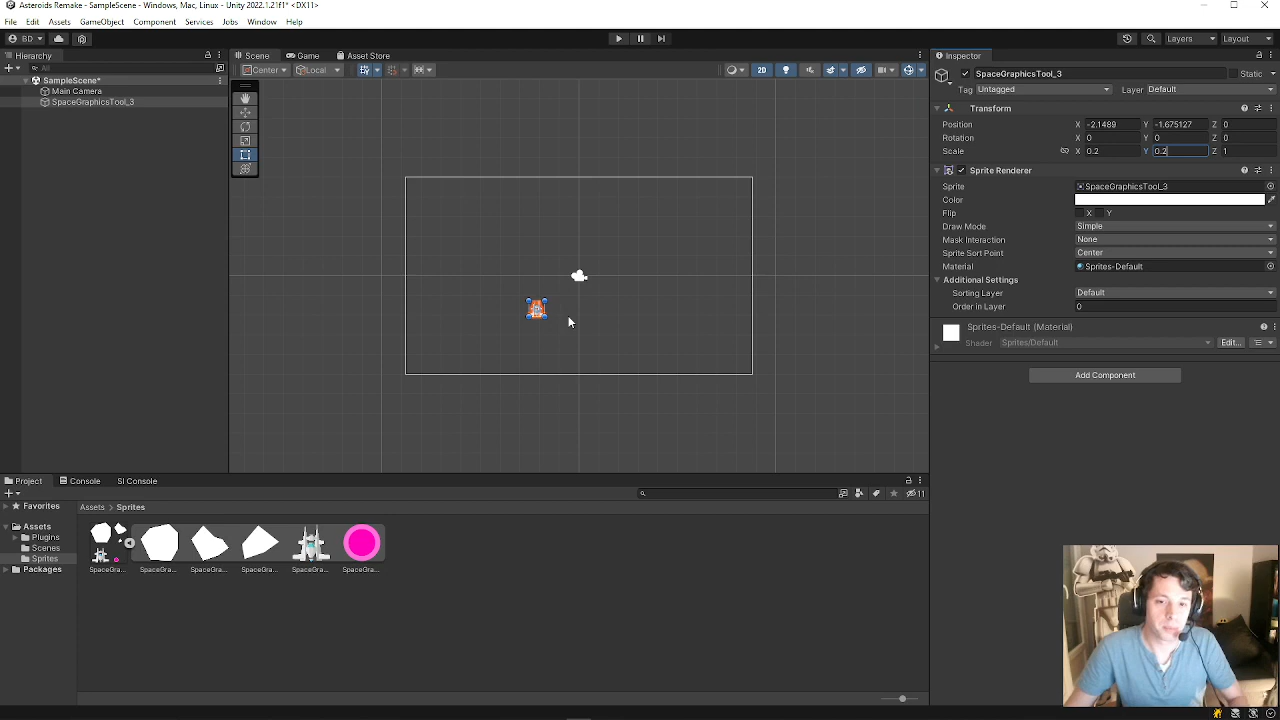 Asteroids Remake - SampleScene - Windows, Mac, Linux - Unity 2022.1.21f1* <DX11>
File Edit Assets GameObject Component Services Jobs Window Help
BD Layers Layout
Hierarchy
All
SampleScene*
Main Camera
SpaceGraphicsTool_3
Scene Game Asset Store
Center Local 2D
Inspector
SpaceGraphicsTool_3 Static
Tag Untagged Layer Default
Transform
Position X -2.1489 Y -1.675127 Z 0
Rotation X 0 Y 0 Z 0
Scale X 0.2 Y 0.2 Z 1
Sprite Renderer
Sprite SpaceGraphicsTool_3
Color
Flip X Y
Draw Mode Simple
Mask Interaction None
Sprite Sort Point Center
Material Sprites-Default
Additional Settings
Sorting Layer Default
Order in Layer 0
Sprites-Default (Material)
Shader Sprites/Default Edit...
Add Component
Project Console SI Console
11
Favorites
Assets
Plugins
Scenes
Sprites
Packages
Assets > Sprites
SpaceGra... SpaceGra... SpaceGra... SpaceGra... SpaceGra... SpaceGra...